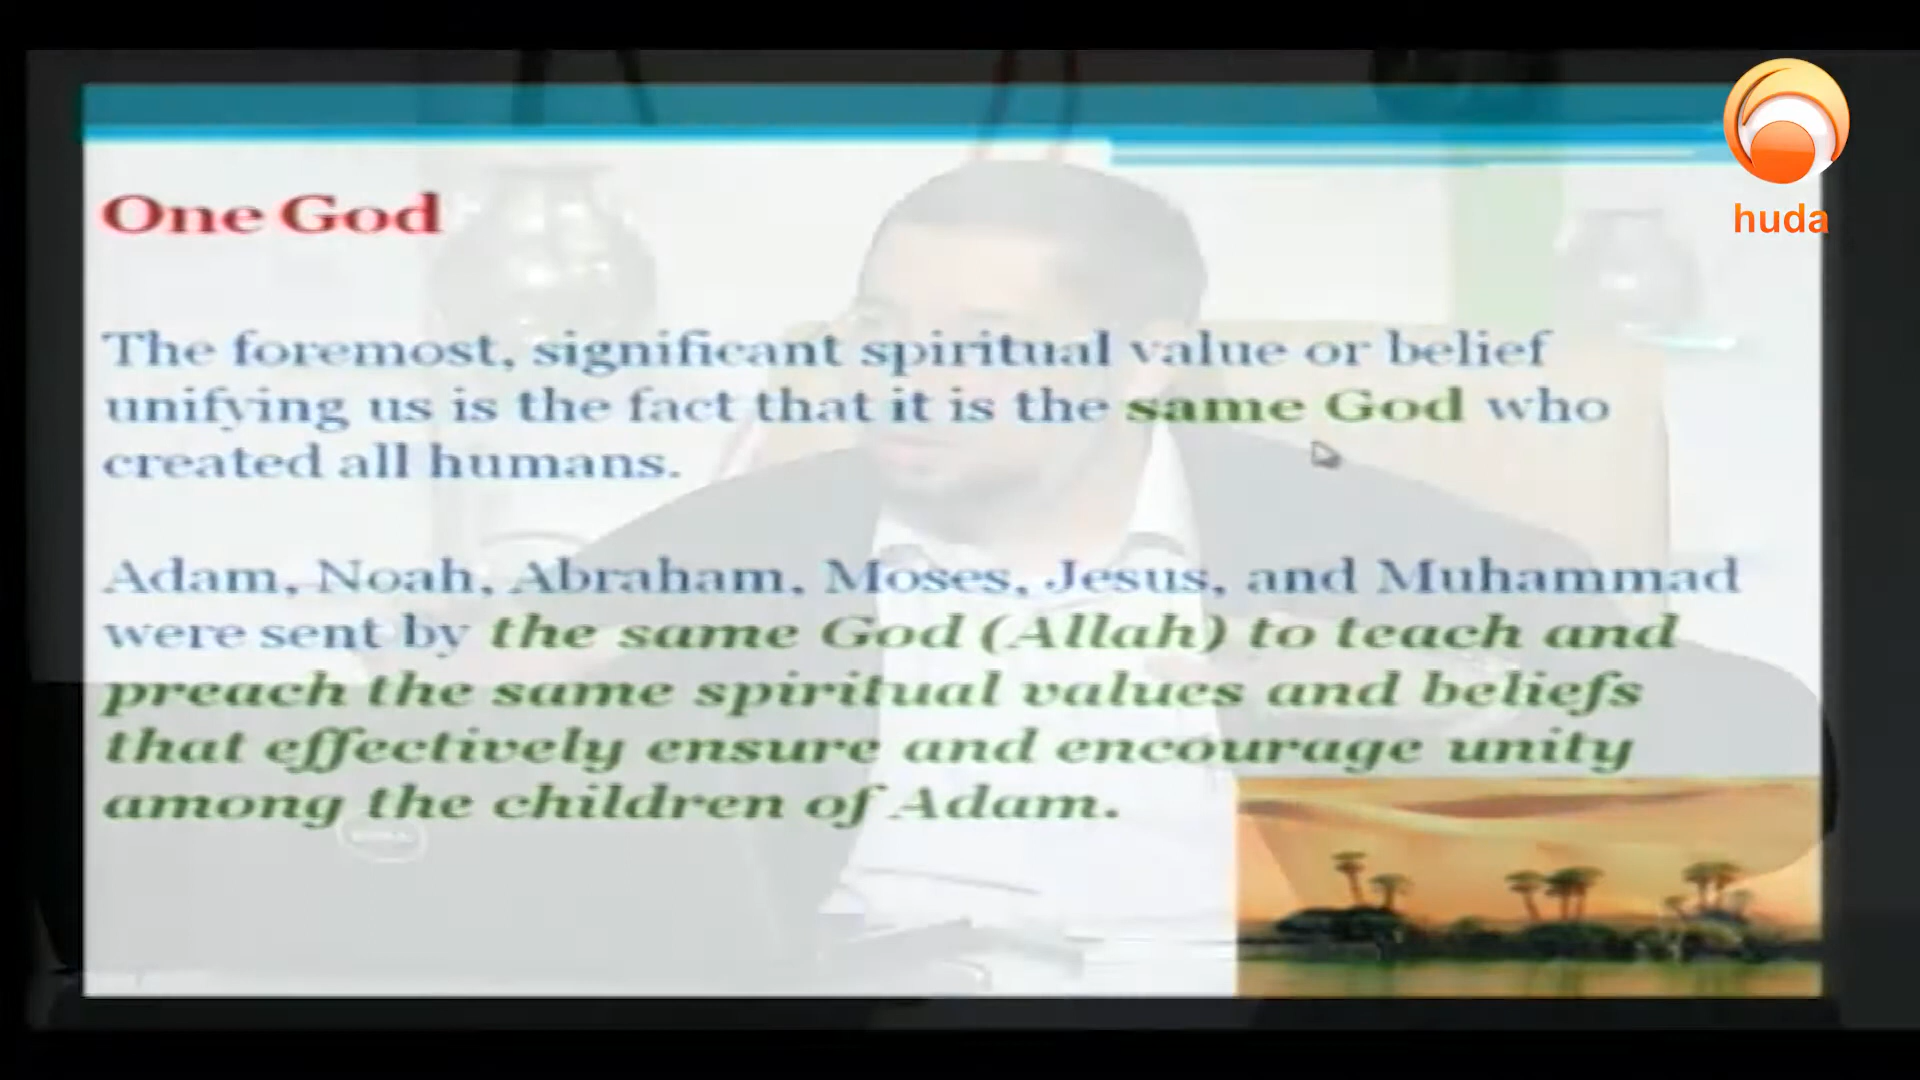 huda
One God
The foremost, significant spiritual value or belief
unifying us is the fact that it is the same God who
created all humans.
Adam, Noah, Abraham, Moses, Jesus, and Muhammad
were sent by the same God (Allah) to teach and
preach the same spiritual values and beliefs
that effectively ensure and encourage unity
among the children of Adam.